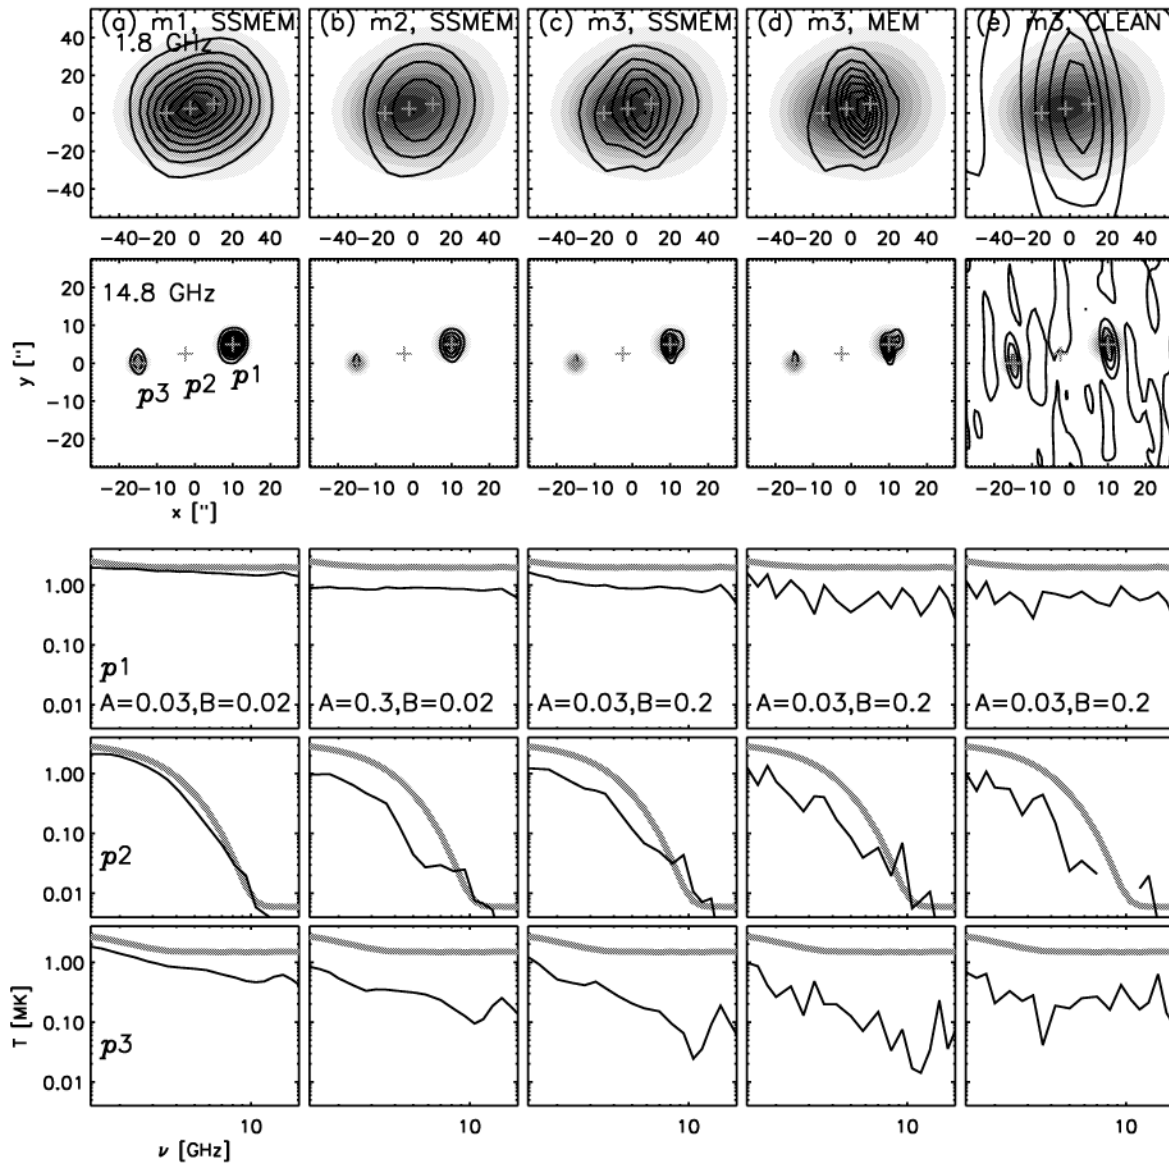 (a) m1, SSMEM (b) m2, SSMEM (c) m3, SSMEM (d) m3, MEM (e) m3, CLEAN
1.8 GHz
40
20
0
−20
−40
−40−20 0 20 40 −40−20 0 20 40 −40−20 0 20 40 −40−20 0 20 40 −40−20 0 20 40
14.8 GHz
20
10
0
−10
−20
y ["]
p3 p2 p1
−20−10 0 10 20 −20−10 0 10 20 −20−10 0 10 20 −20−10 0 10 20 −20−10 0 10 20
x ["]
1.00
0.10
0.01
p1
A=0.03,B=0.02 A=0.3,B=0.02 A=0.03,B=0.2 A=0.03,B=0.2 A=0.03,B=0.2
1.00
0.10
0.01
p2
1.00
0.10
0.01
p3
T [MK]
10 10 10 10 10
ν [GHz]